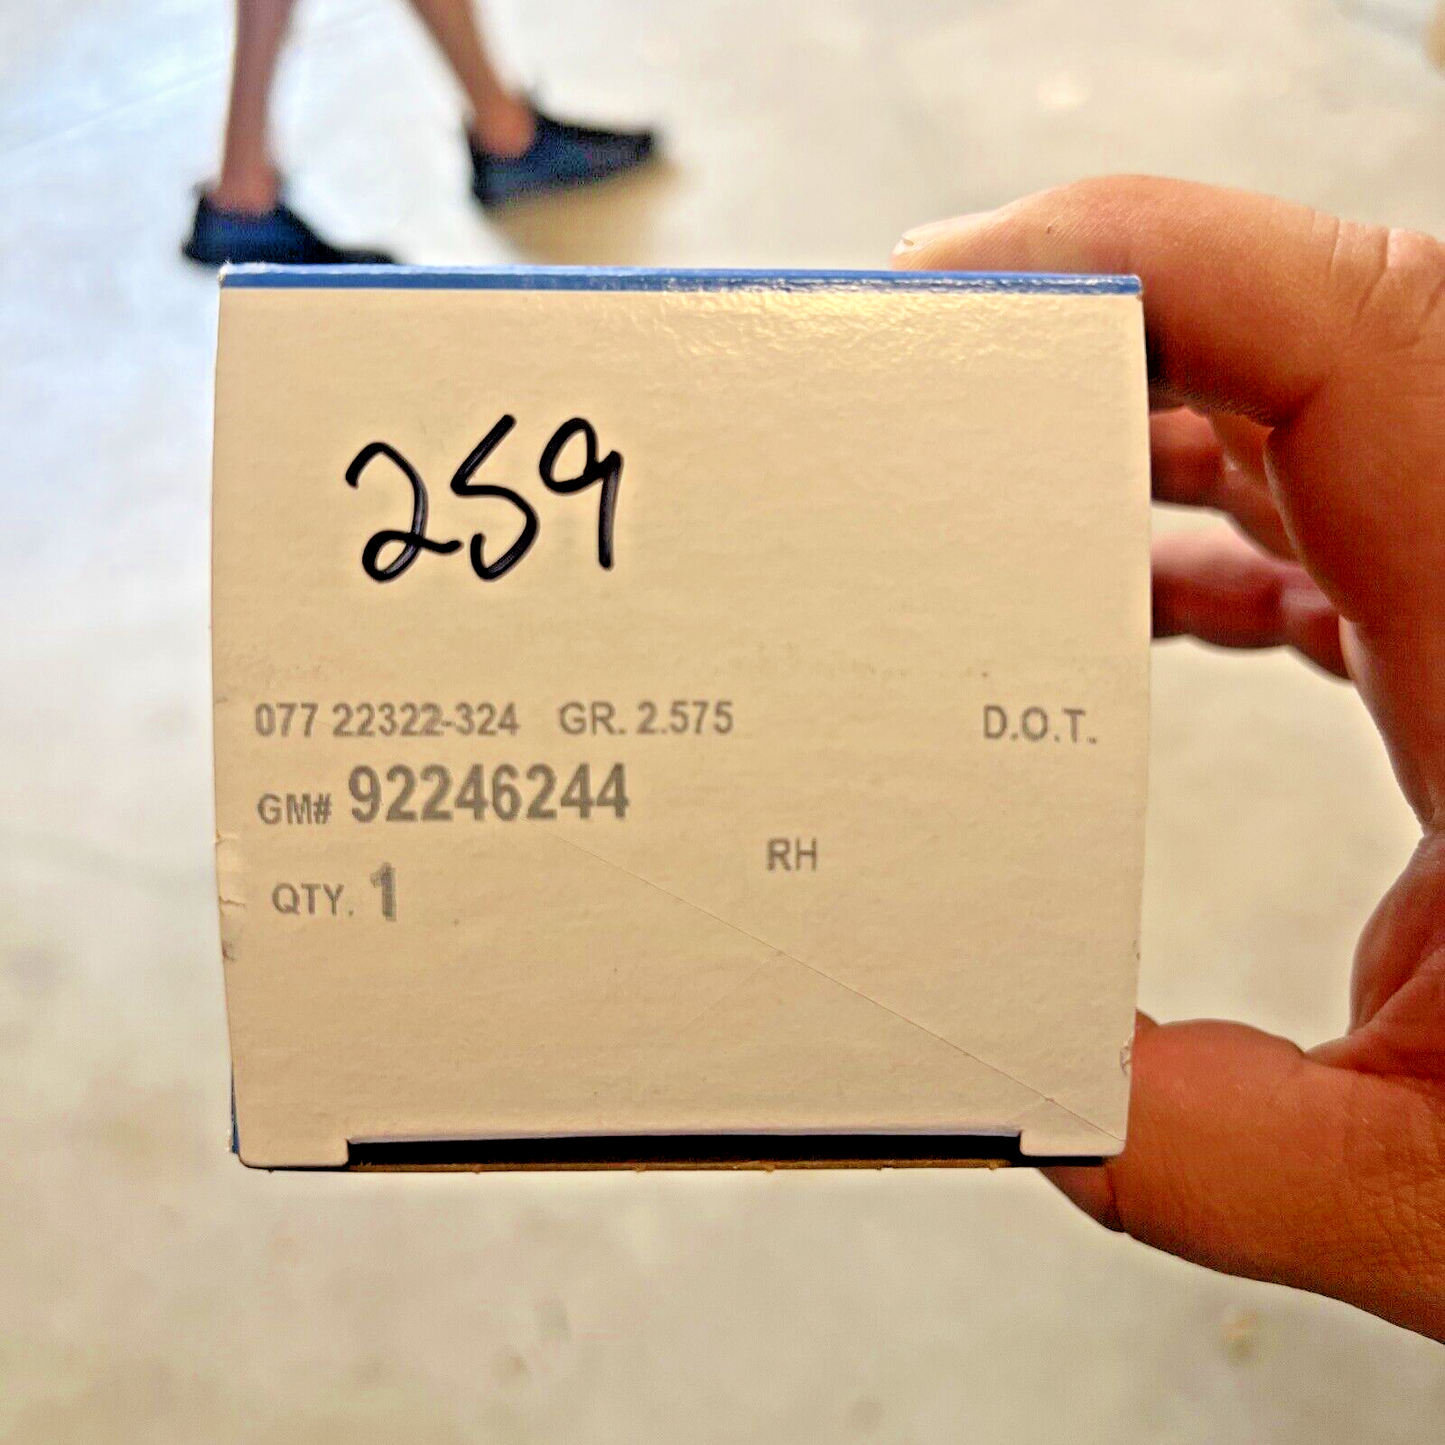 259
077 22322-324 GR. 2.575 D.O.T.
GM# 92246244
RH
QTY. 1